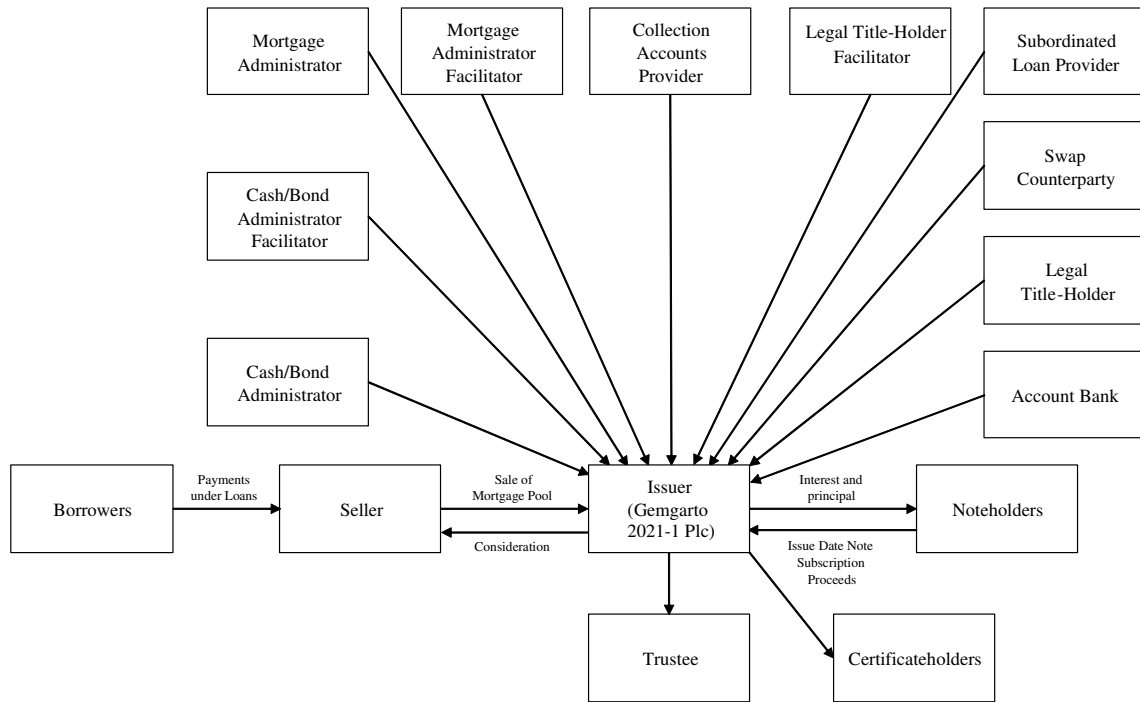 Mortgage
Administrator
Mortgage
Administrator
Facilitator
Collection
Accounts
Provider
Legal Title-Holder
Facilitator
Subordinated
Loan Provider
Cash/Bond
Administrator
Facilitator
Swap
Counterparty
Legal
Title-Holder
Cash/Bond
Administrator
Account Bank
Borrowers
Payments
under Loans
Seller
Sale of
Mortgage Pool
Consideration
Issuer
(Gemgarto
2021-1 Plc)
Interest and
principal
Issue Date Note
Subscription
Proceeds
Noteholders
Trustee
Certificateholders